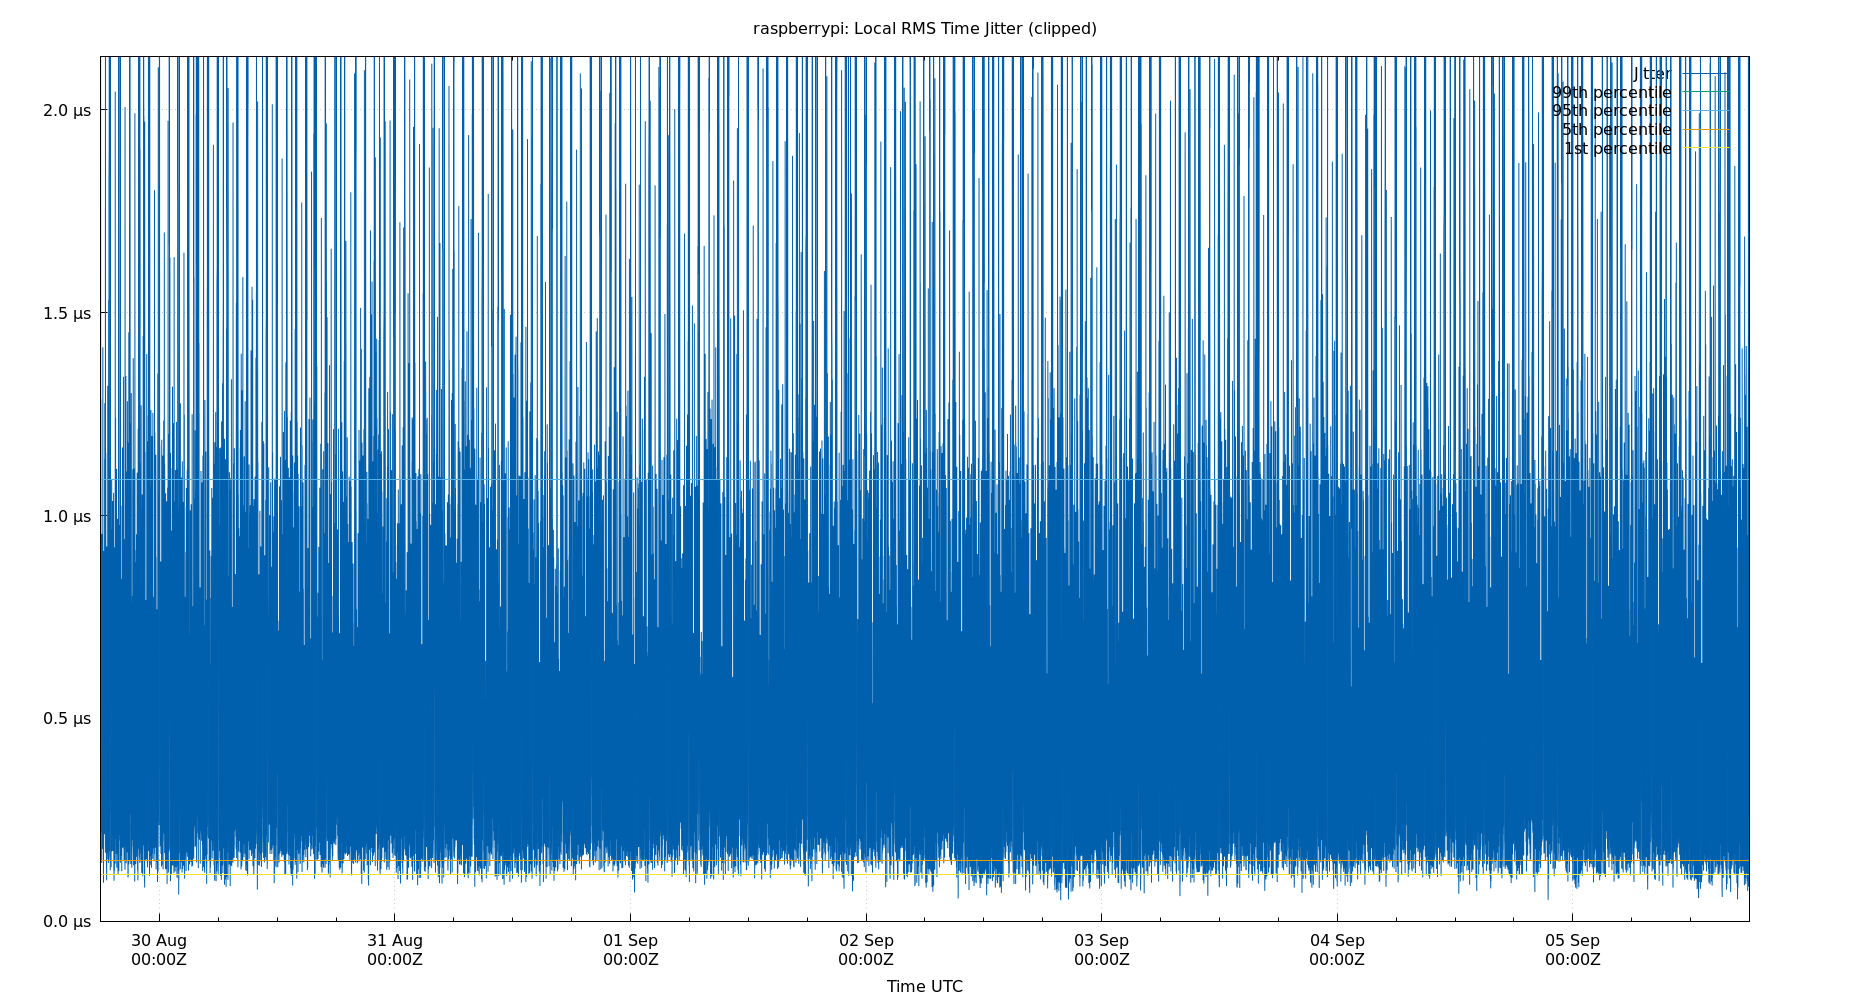 raspberrypi: Local RMS Time Jitter (clipped)
Jitter
99th percentile
95th percentile
5th percentile
1st percentile
2.0 µs
1.5 µs
1.0 µs
0.5 µs
0.0 µs
30 Aug 31 Aug 01 Sep 02 Sep 03 Sep 04 Sep 05 Sep
00:00Z 00:00Z 00:00Z 00:00Z 00:00Z 00:00Z 00:00Z
Time UTC